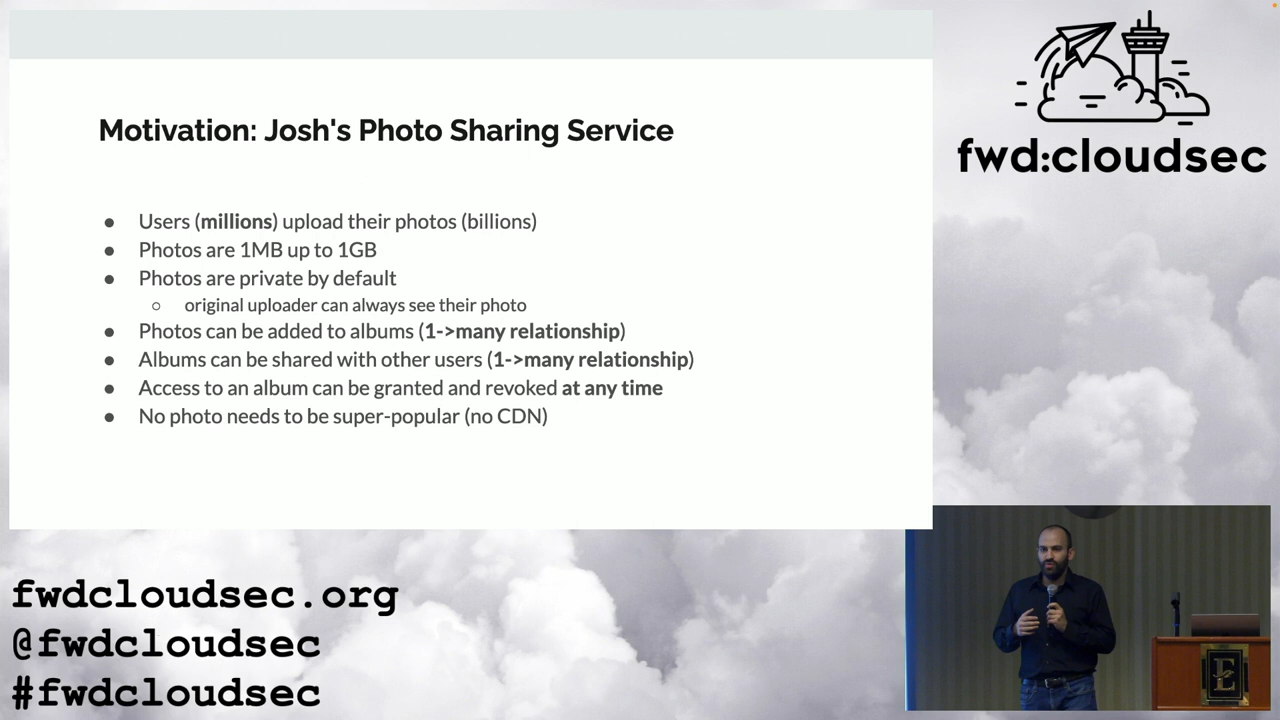 Motivation: Josh's Photo Sharing Service
● Users (millions) upload their photos (billions)
● Photos are 1MB up to 1GB
● Photos are private by default
○ original uploader can always see their photo
● Photos can be added to albums (1->many relationship)
● Albums can be shared with other users (1->many relationship)
● Access to an album can be granted and revoked at any time
● No photo needs to be super-popular (no CDN)
fwd:cloudsec
fwdcloudsec.org
@fwdcloudsec
#fwdcloudsec
E